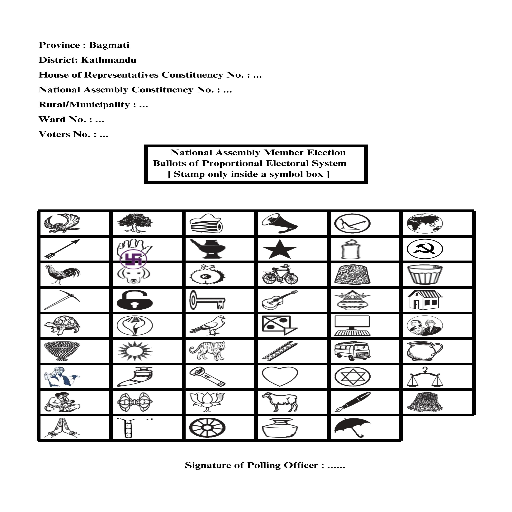 Province : Bagmati
District: Kathmandu
House of Representatives Constituency No. : ...
National Assembly Constituency No. : ...
Rural/Municipality : ...
Ward No. : ...
Voters No. : ...
National Assembly Member Election
Ballots of Proportional Electoral System
[ Stamp only inside a symbol box ]
Signature of Polling Officer : ......